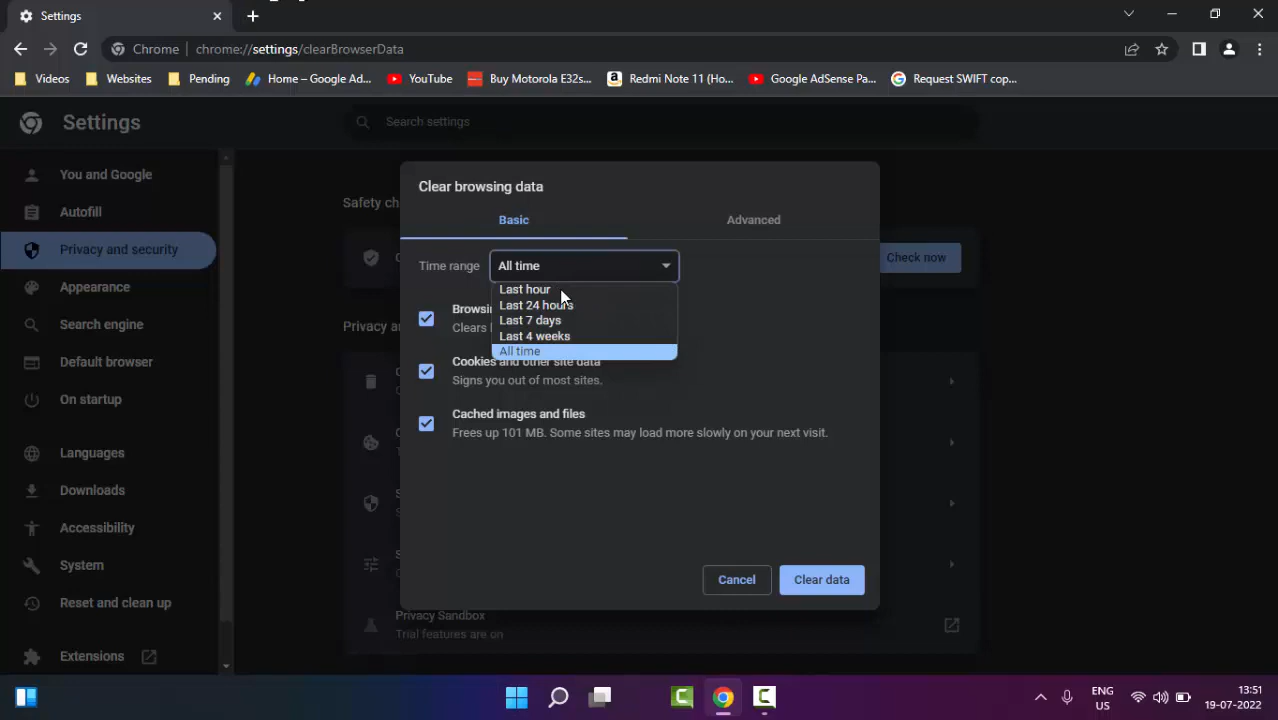 Settings
Chrome chrome://settings/clearBrowserData
Videos Websites Pending Home – Google Ad... YouTube Buy Motorola E32s... Redmi Note 11 (Ho... Google AdSense Pa... Request SWIFT cop...
Settings
Search settings
You and Google
Autofill
Privacy and security
Appearance
Search engine
Default browser
On startup
Languages
Downloads
Accessibility
System
Reset and clean up
Extensions
Safety ch
Check now
Privacy a
Clear browsing data
Basic Advanced
Time range All time
Last hour
Last 24 hours
Last 7 days
Last 4 weeks
All time
Browsi
Clears
Cookies and other site data
Signs you out of most sites.
Cached images and files
Frees up 101 MB. Some sites may load more slowly on your next visit.
Cancel Clear data
Privacy Sandbox
Trial features are on
ENG
US
13:51
19-07-2022